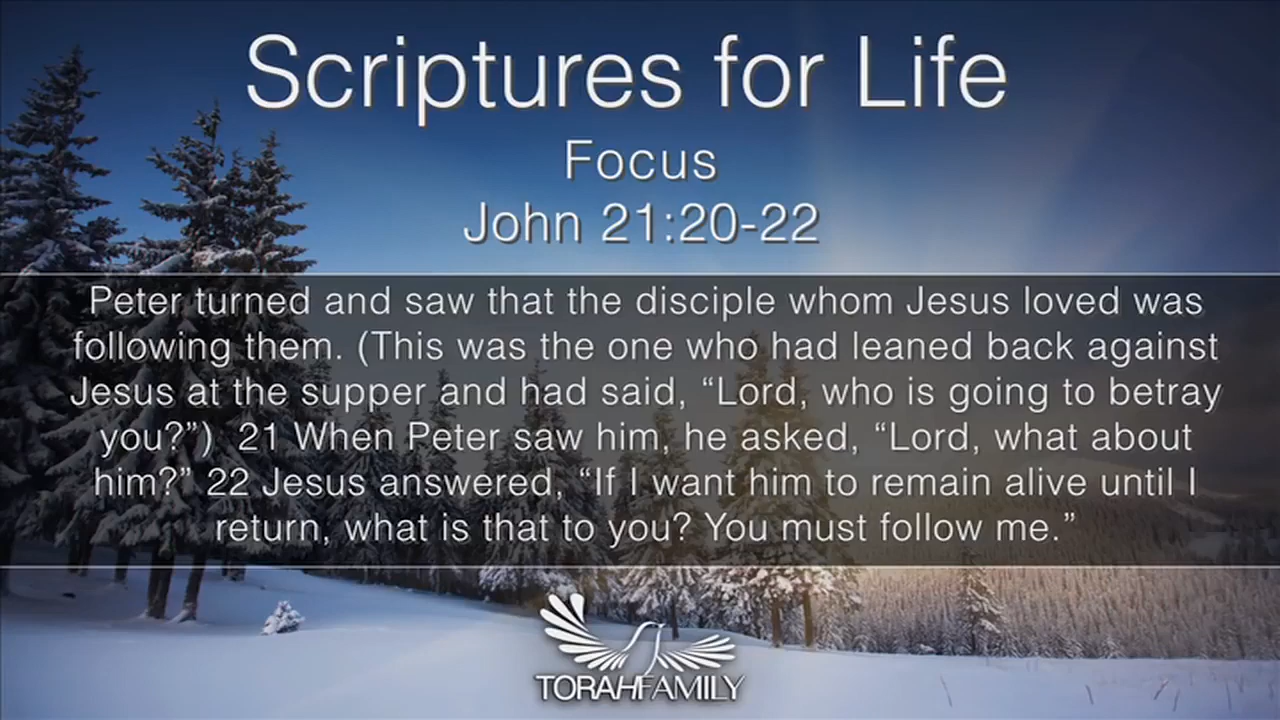 Scriptures for Life
Focus
John 21:20-22
Peter turned and saw that the disciple whom Jesus loved was
following them. (This was the one who had leaned back against
Jesus at the supper and had said, “Lord, who is going to betray
you?”)  21 When Peter saw him, he asked, “Lord, what about
him?” 22 Jesus answered, “If I want him to remain alive until I
return, what is that to you? You must follow me.”
TORAHFAMILY